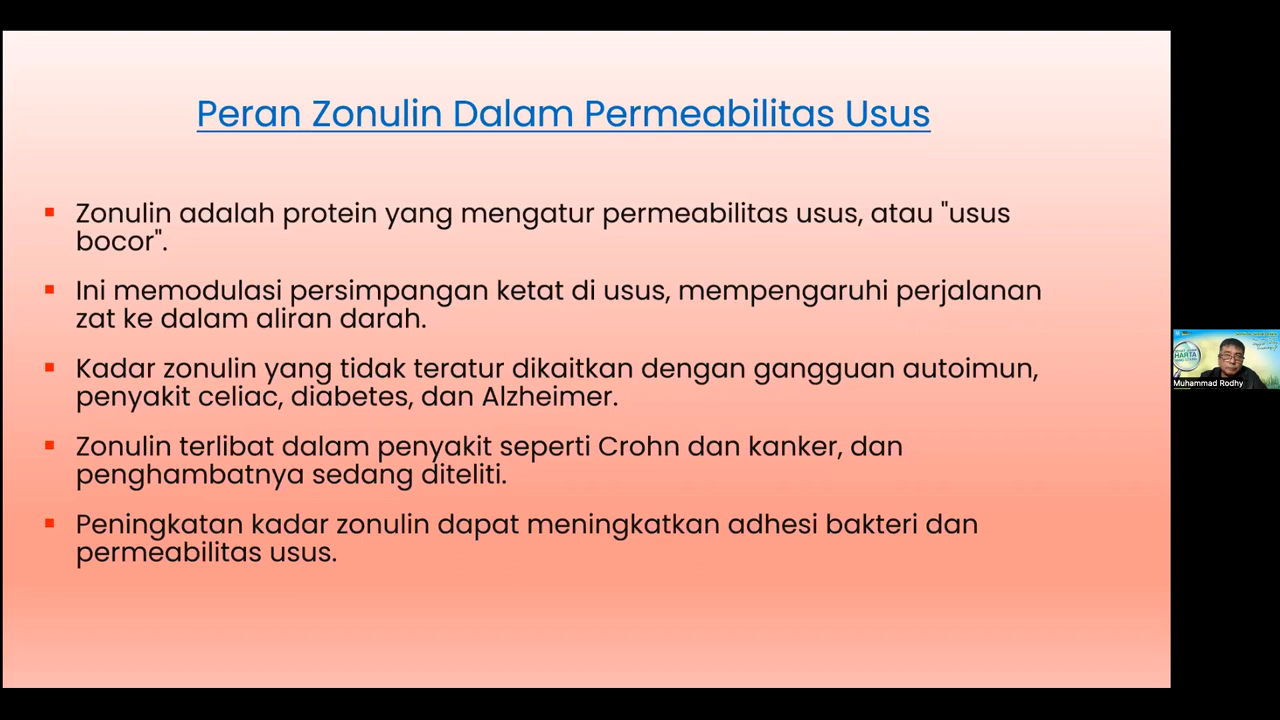 Peran Zonulin Dalam Permeabilitas Usus
Zonulin adalah protein yang mengatur permeabilitas usus, atau "usus
bocor".
Ini memodulasi persimpangan ketat di usus, mempengaruhi perjalanan
zat ke dalam aliran darah.
Kadar zonulin yang tidak teratur dikaitkan dengan gangguan autoimun,
penyakit celiac, diabetes, dan Alzheimer.
Zonulin terlibat dalam penyakit seperti Crohn dan kanker, dan
penghambatnya sedang diteliti.
Peningkatan kadar zonulin dapat meningkatkan adhesi bakteri dan
permeabilitas usus.
HARTA
Muhammad Rodhy